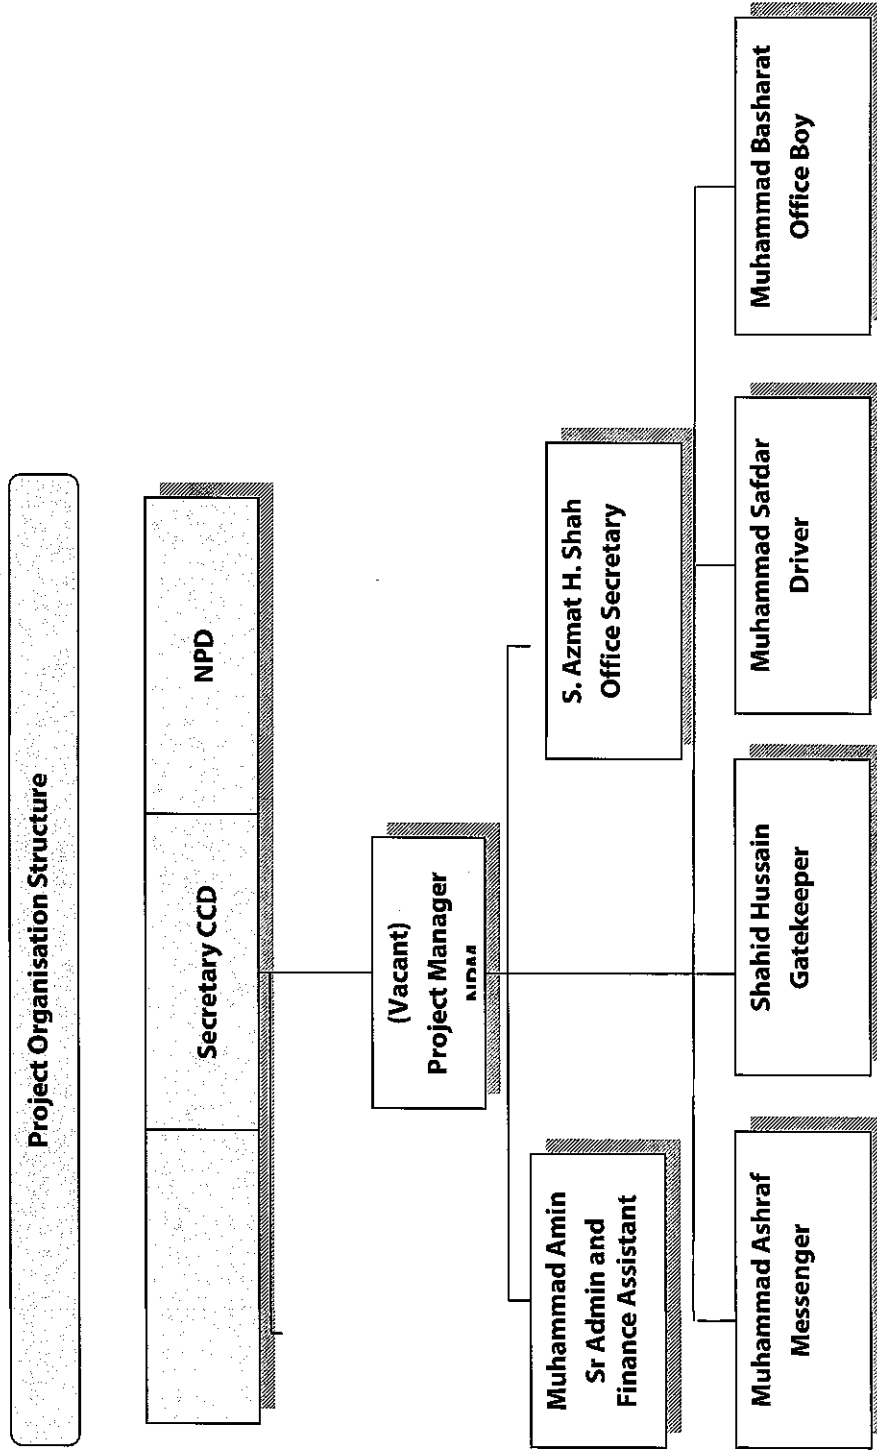 Project Organisation Structure
Secretary CCD
NPD
(Vacant)
Project Manager
Muhammad Amin
Sr Admin and
Finance Assistant
S. Azmat H. Shah
Office Secretary
Muhammad Ashraf
Messenger
Shahid Hussain
Gatekeeper
Muhammad Safdar
Driver
Muhammad Basharat
Office Boy